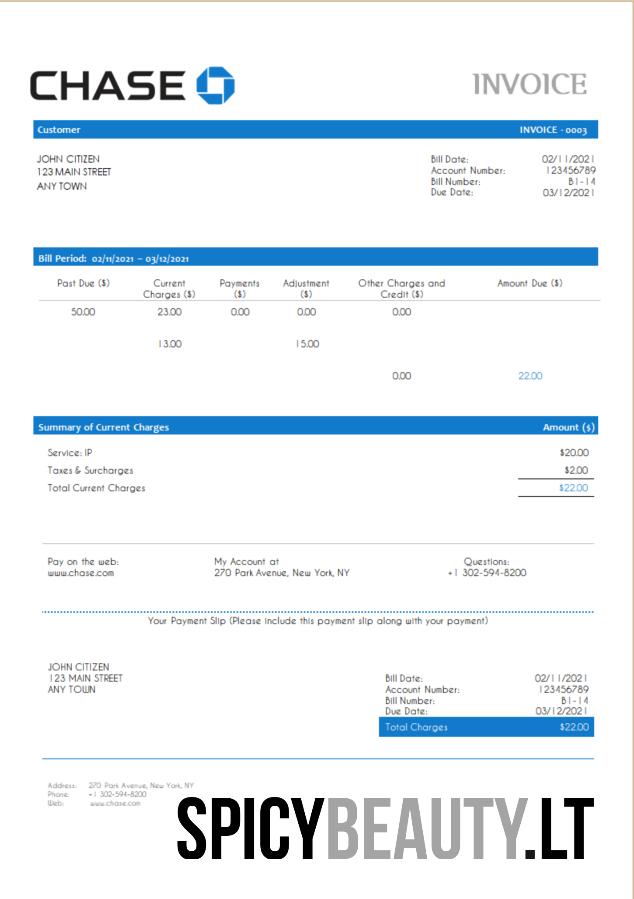 CHASE
INVOICE
Customer INVOICE - 0003
JOHN CITIZEN
123 MAIN STREET
ANY TOWN
Bill Date: 02/11/2021
Account Number: 123456789
Bill Number: B1-14
Due Date: 03/12/2021
Bill Period: 02/11/2021 – 03/12/2021
Past Due ($) Current Charges ($) Payments ($) Adjustment ($) Other Charges and Credit ($) Amount Due ($)
50.00 23.00 0.00 0.00 0.00
13.00 15.00
0.00 22.00
Summary of Current Charges Amount ($)
Service: IP $20.00
Taxes & Surcharges $2.00
Total Current Charges $22.00
Pay on the web: My Account at Questions:
www.chase.com 270 Park Avenue, New York, NY +1 302-594-8200
Your Payment Slip (Please include this payment slip along with your payment)
JOHN CITIZEN
123 MAIN STREET
ANY TOWN
Bill Date: 02/11/2021
Account Number: 123456789
Bill Number: B1-14
Due Date: 03/12/2021
Total Charges $22.00
Address: 270 Park Avenue, New York, NY
Phone: +1 302-594-8200
Web: www.chase.com
SPICYBEAUTY.LT